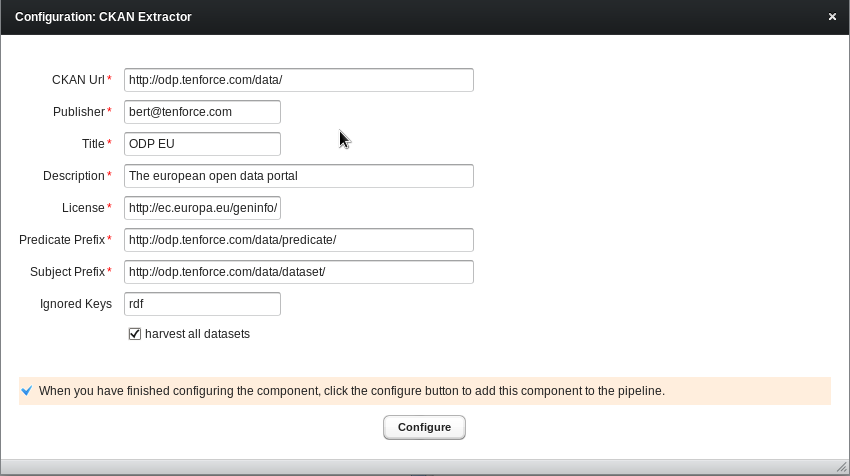 Configuration: CKAN Extractor ×
CKAN Url * http://odp.tenforce.com/data/
Publisher * bert@tenforce.com
Title * ODP EU
Description * The european open data portal
License * http://ec.europa.eu/geninfo/
Predicate Prefix * http://odp.tenforce.com/data/predicate/
Subject Prefix * http://odp.tenforce.com/data/dataset/
Ignored Keys rdf
harvest all datasets
When you have finished configuring the component, click the configure button to add this component to the pipeline.
Configure